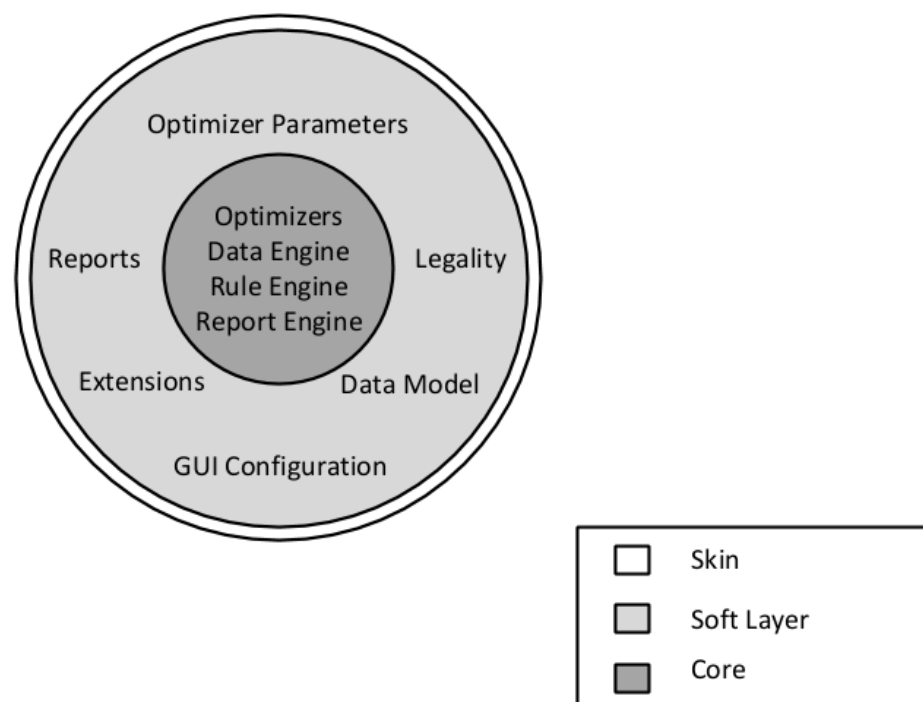 Optimizer Parameters
Optimizers
Data Engine
Rule Engine
Report Engine
Reports
Legality
Extensions
Data Model
GUI Configuration
Skin
Soft Layer
Core